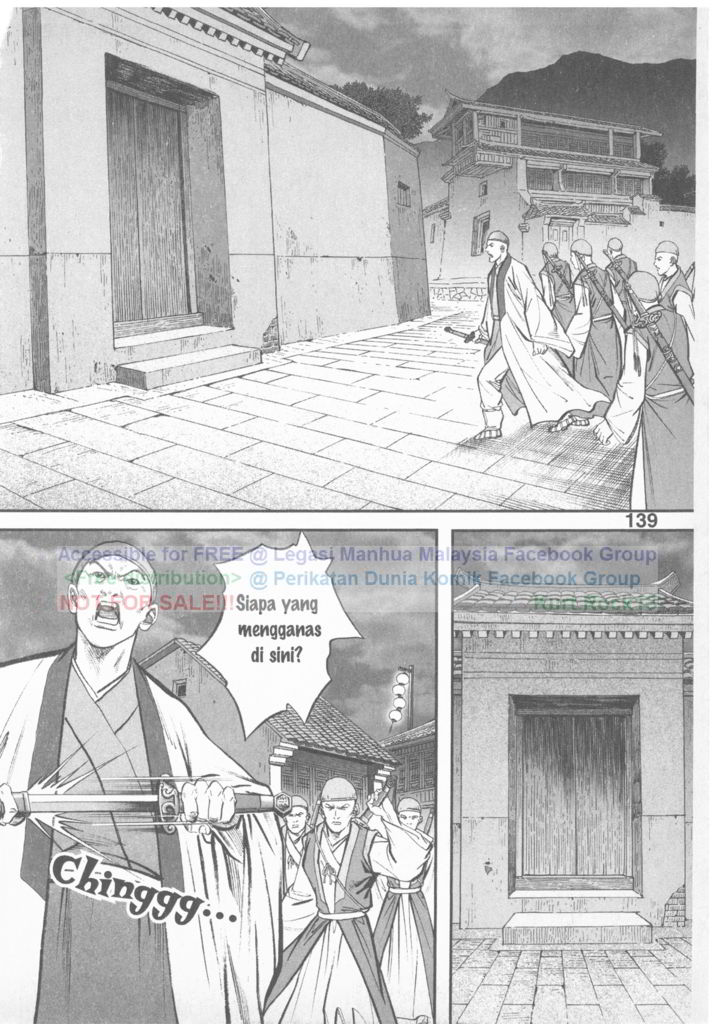 139
Accessible for FREE @ Legasi Manhua Malaysia Facebook Group
<Free Distribution> @ Perikatan Dunia Komik Facebook Group
NOT FOR SALE!!!
Siapa yang
mengganas
di sini?
Chinggg...